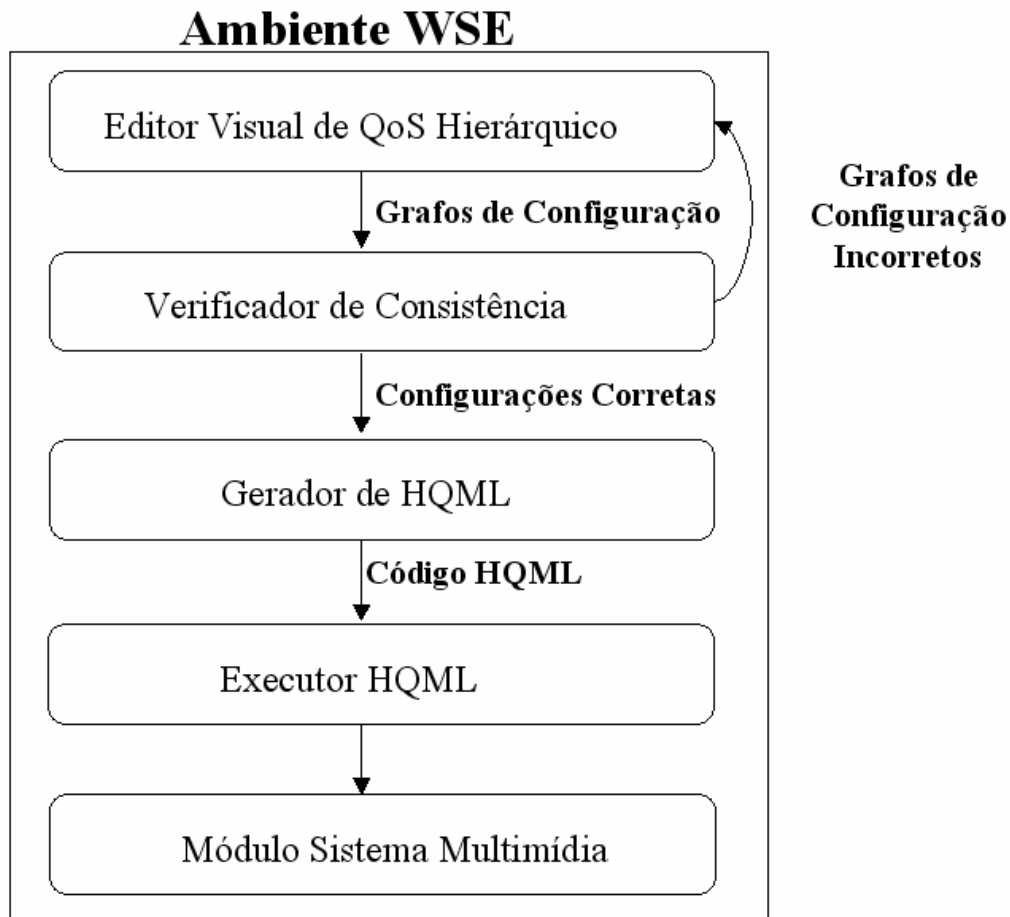 Ambiente WSE
Editor Visual de QoS Hierárquico
Grafos de Configuração
Grafos de
Configuração
Incorretos
Verificador de Consistência
Configurações Corretas
Gerador de HQML
Código HQML
Executor HQML
Módulo Sistema Multimídia